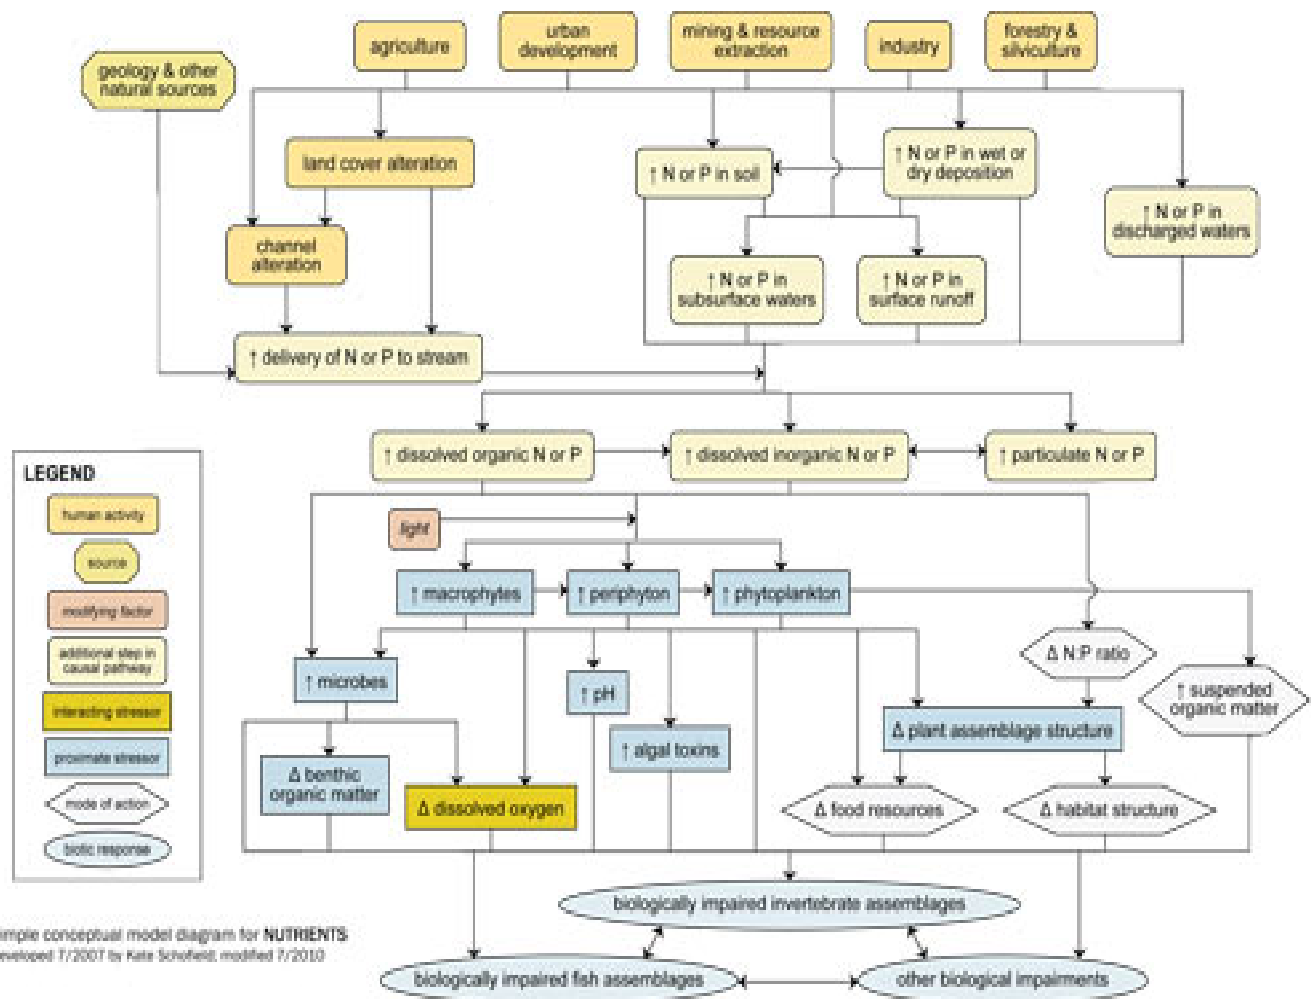 agriculture
urban
development
mining & resource
extraction
industry
forestry &
silviculture
geology & other
natural sources
land cover alteration
↑ N or P in soil
↑ N or P in wet or
dry deposition
↑ N or P in
discharged waters
channel
alteration
↑ N or P in
subsurface waters
↑ N or P in
surface runoff
↑ delivery of N or P to stream
↑ dissolved organic N or P
↑ dissolved inorganic N or P
↑ particulate N or P
LEGEND
human activity
source
modifying factor
additional step in
causal pathway
interacting stressor
proximate stressor
mode of action
biotic response
light
↑ macrophytes
↑ periphyton
↑ phytoplankton
Δ N:P ratio
↑ microbes
↑ pH
↑ suspended
organic matter
↑ algal toxins
Δ plant assemblage structure
Δ benthic
organic matter
Δ dissolved oxygen
Δ food resources
Δ habitat structure
biologically impaired invertebrate assemblages
biologically impaired fish assemblages
other biological impairments
imple conceptual model diagram for NUTRIENTS
eveloped 7/2007 by Kate Schofield, modified 7/2010